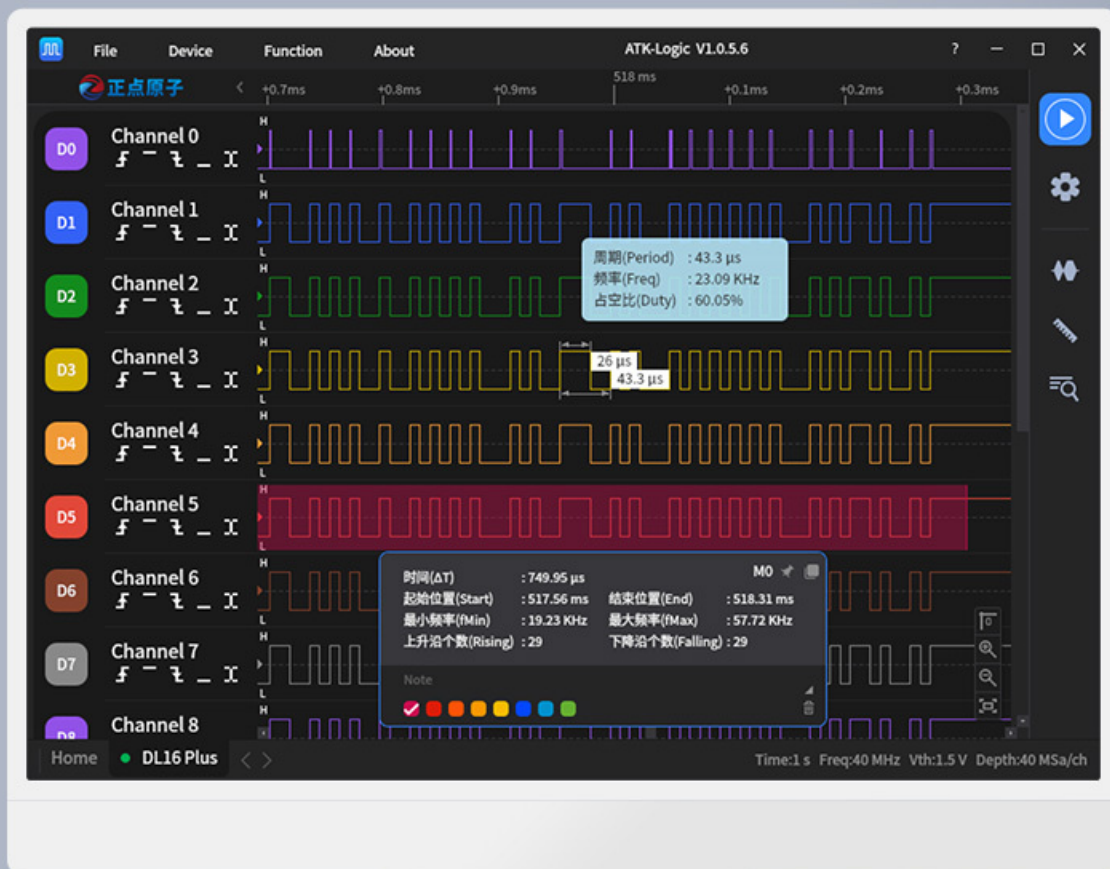 File Device Function About ATK-Logic V1.0.5.6 ?
正点原子 +0.7ms +0.8ms +0.9ms 518 ms +0.1ms +0.2ms +0.3ms
D0 Channel 0 H L
D1 Channel 1 H L
周期(Period) : 43.3 μs
频率(Freq) : 23.09 KHz
占空比(Duty) : 60.05%
D2 Channel 2 H L
D3 Channel 3 H L
26 μs
43.3 μs
D4 Channel 4 H L
D5 Channel 5 H L
D6 Channel 6 H L
时间(ΔT) : 749.95 μs M0
起始位置(Start) : 517.56 ms 结束位置(End) : 518.31 ms
最小频率(fMin) : 19.23 KHz 最大频率(fMax) : 57.72 KHz
上升沿个数(Rising) : 29 下降沿个数(Falling) : 29
D7 Channel 7 H L
Note
D8 Channel 8 H
Home DL16 Plus Time:1 s Freq:40 MHz Vth:1.5 V Depth:40 MSa/ch